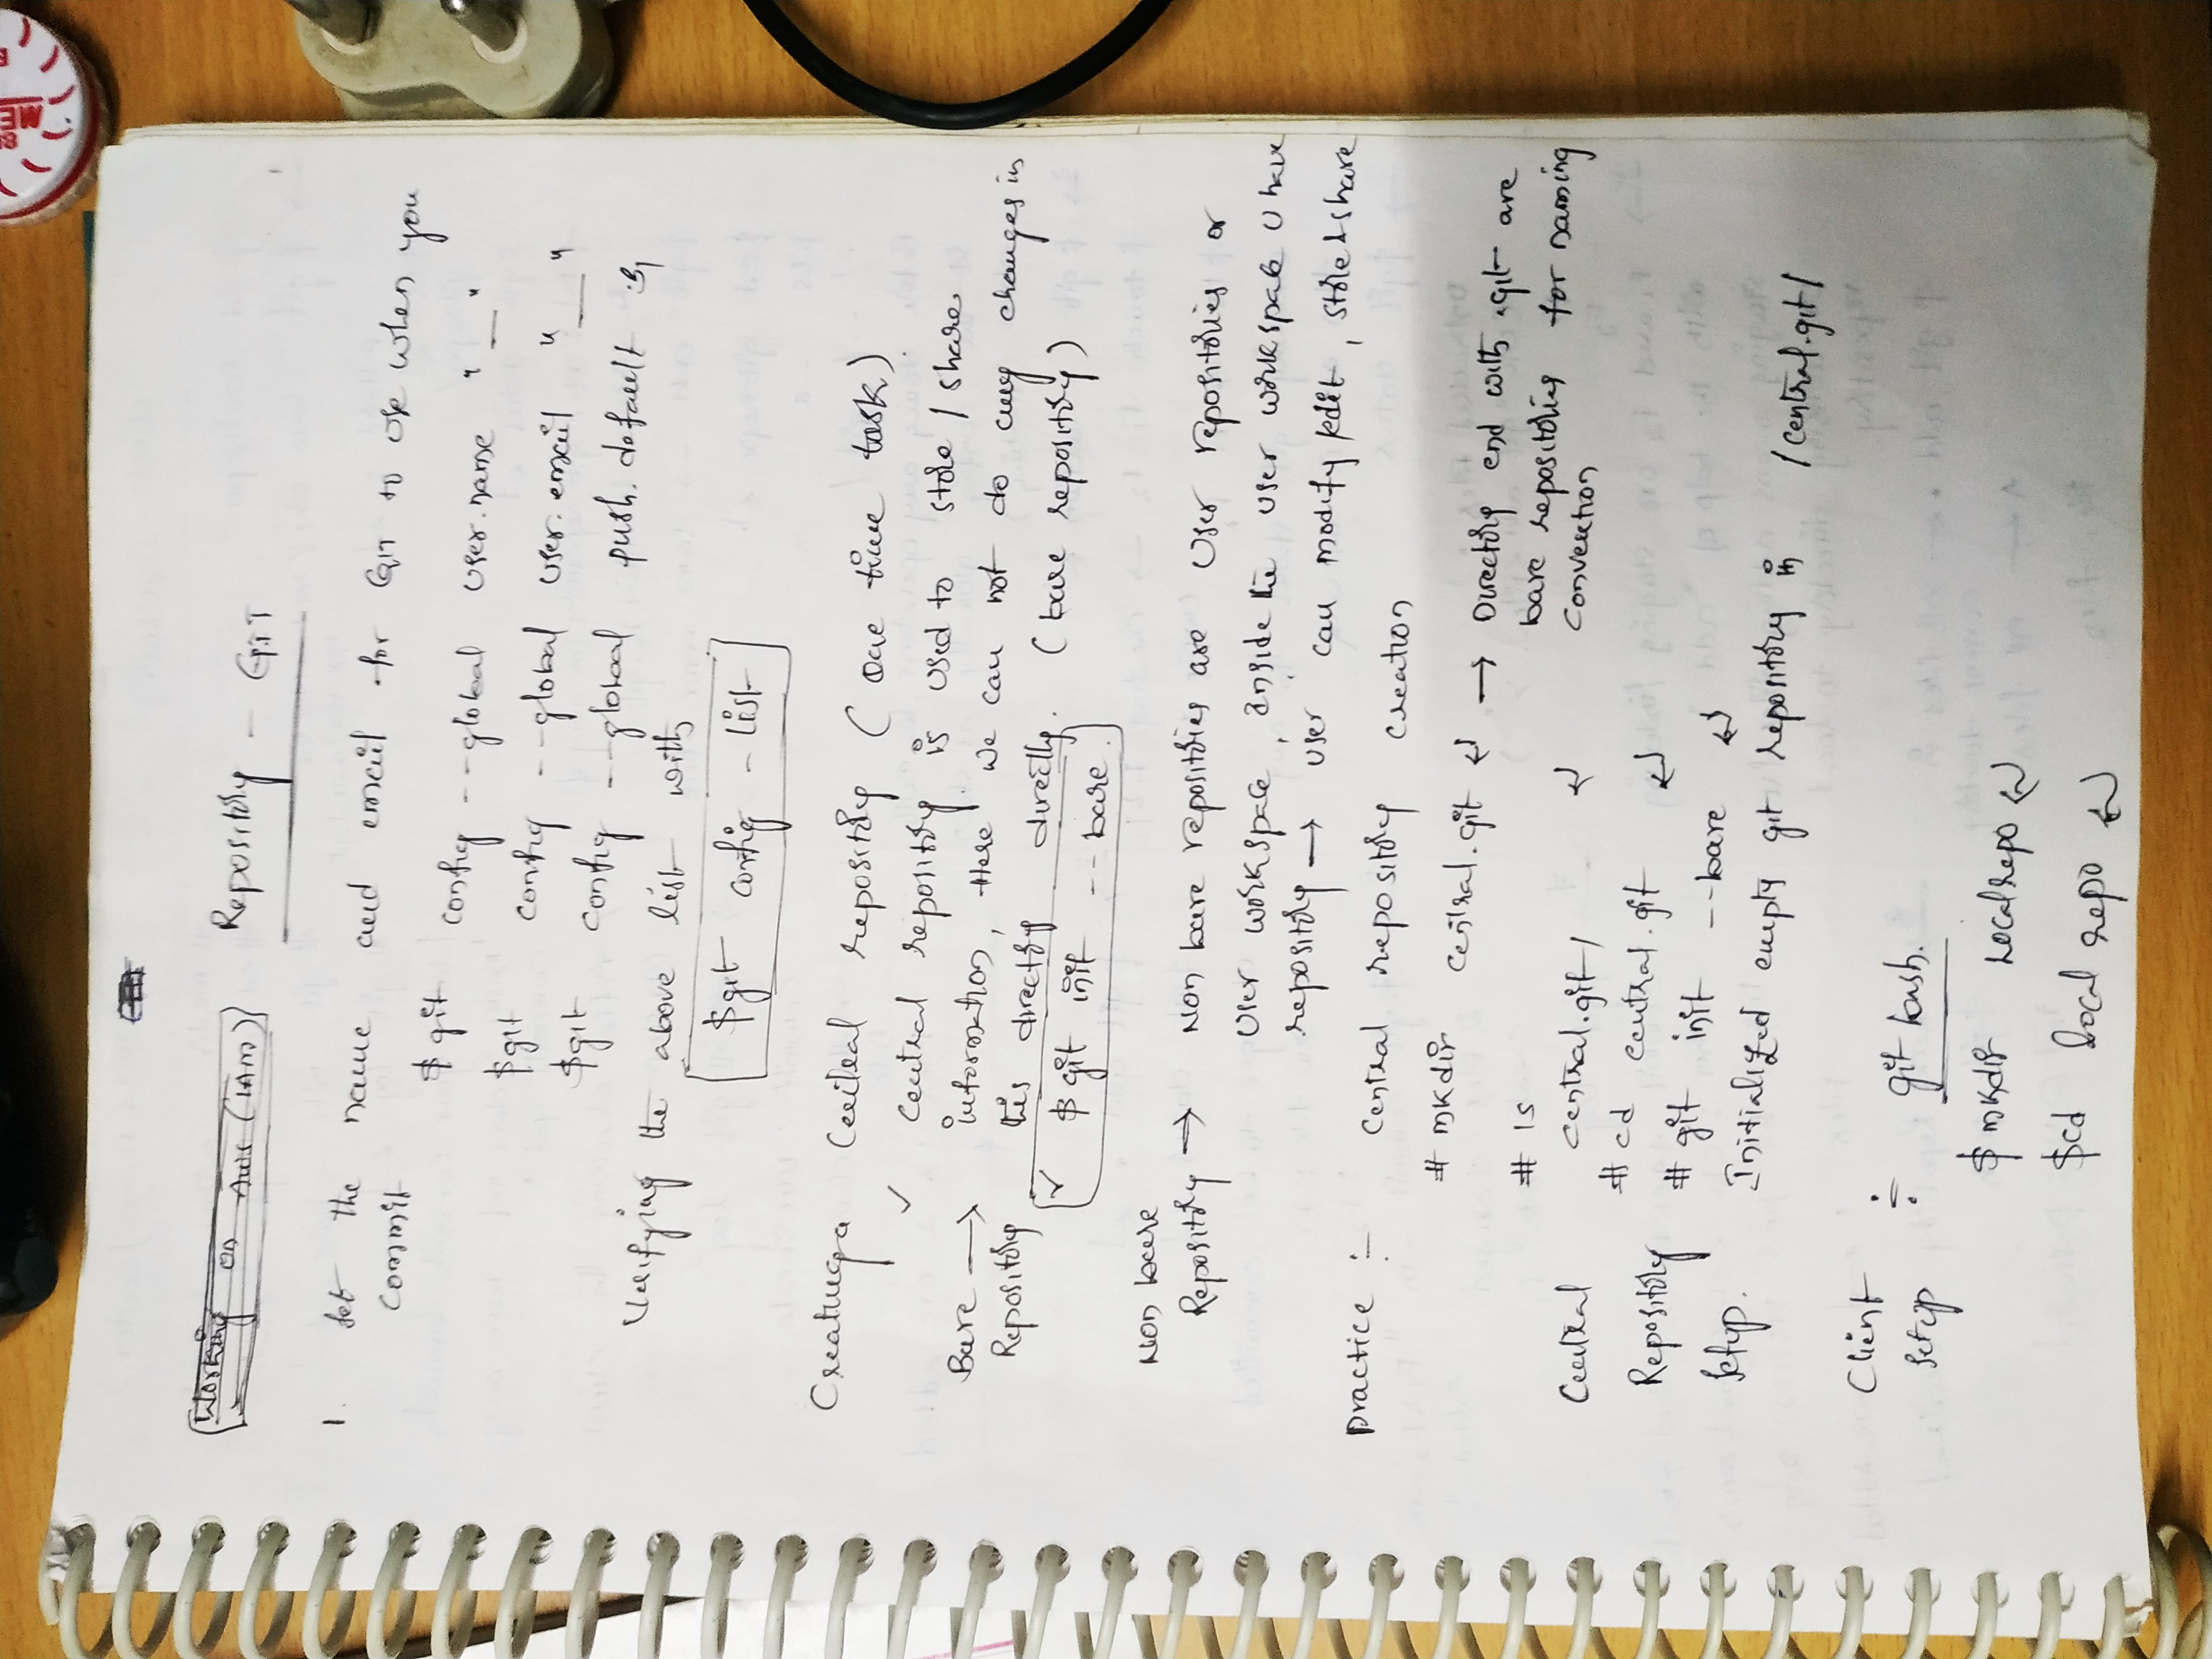 Working on Aws (IAM)
Repository - GIT
1. Set the name and email for GIT to use when you
commit
$ git config --global user.name " __ "
$git config --global user.email " __ "
$git config --global push.default
Verifying the above list with
$git config - list
Creating a Central repository ( One time task )
✓ Central repository is used to store / share
Bare → information, Here we can not do any changes in
Repository this directory directly. ( bare repository )
✓ $ git init --bare.
Non bare
Repository → Non bare repositories are User repositories or
User workspace, inside the user workspace U have
repository → user can modify/edit, store & share
Practice :- Central repository creation
# mkdir central.git ↵ → Directory end with .git are
bare repositories for naming
convention
# ls
central.git/ ↵
# cd central.git ↵
# git init --bare ↵
Initialized empty git repository in /central.git/
Central
Repository
Setup.
Client
Setup ÷ git bash.
$ mkdir Localrepo ↵
$cd local repo ↵